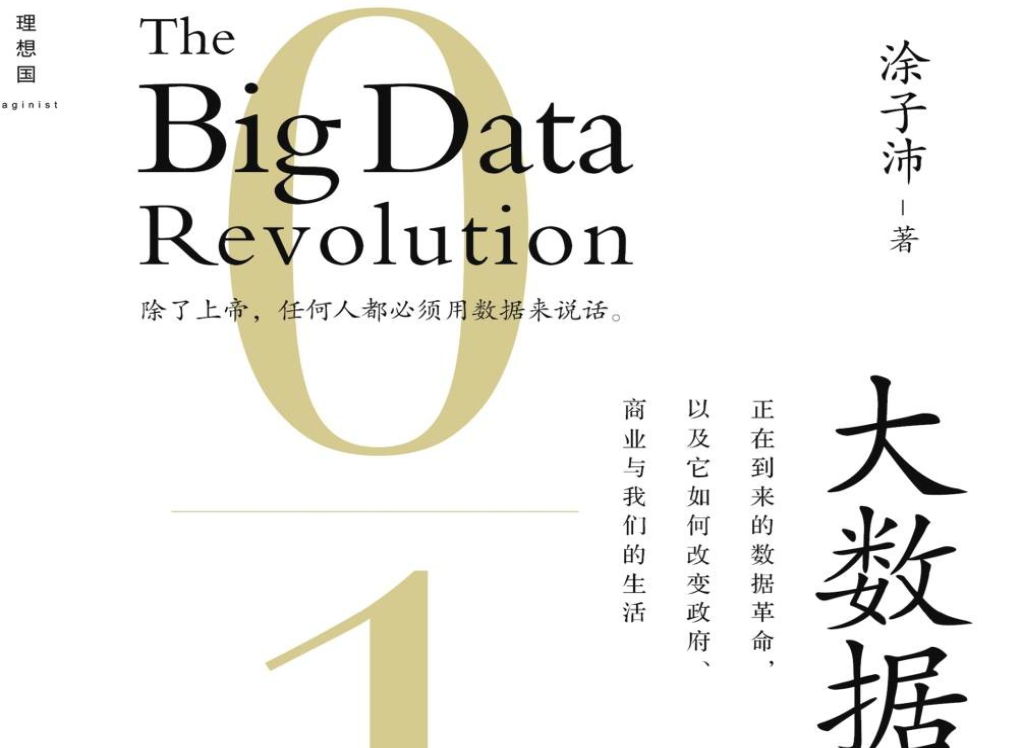 理想国
aginist
The
Big Data
Revolution
除了上帝，任何人都必须用数据来说话。
涂子沛 — 著
大数据
正在到来的数据革命，
以及它如何改变政府、
商业与我们的生活
0
1